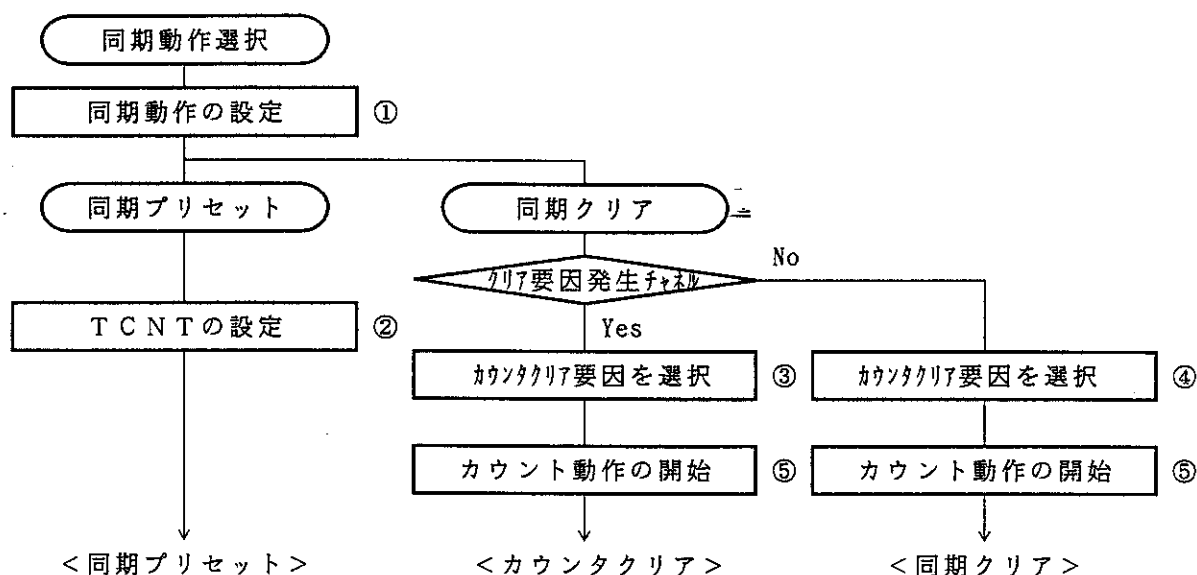 同期動作選択
同期動作の設定 ①
同期プリセット
同期クリア
クリア要因発生チャネル
No
TCNTの設定 ②
Yes
カウンタクリア要因を選択 ③
カウンタクリア要因を選択 ④
カウント動作の開始 ⑤
カウント動作の開始 ⑤
<同期プリセット>
<カウンタクリア>
<同期クリア>